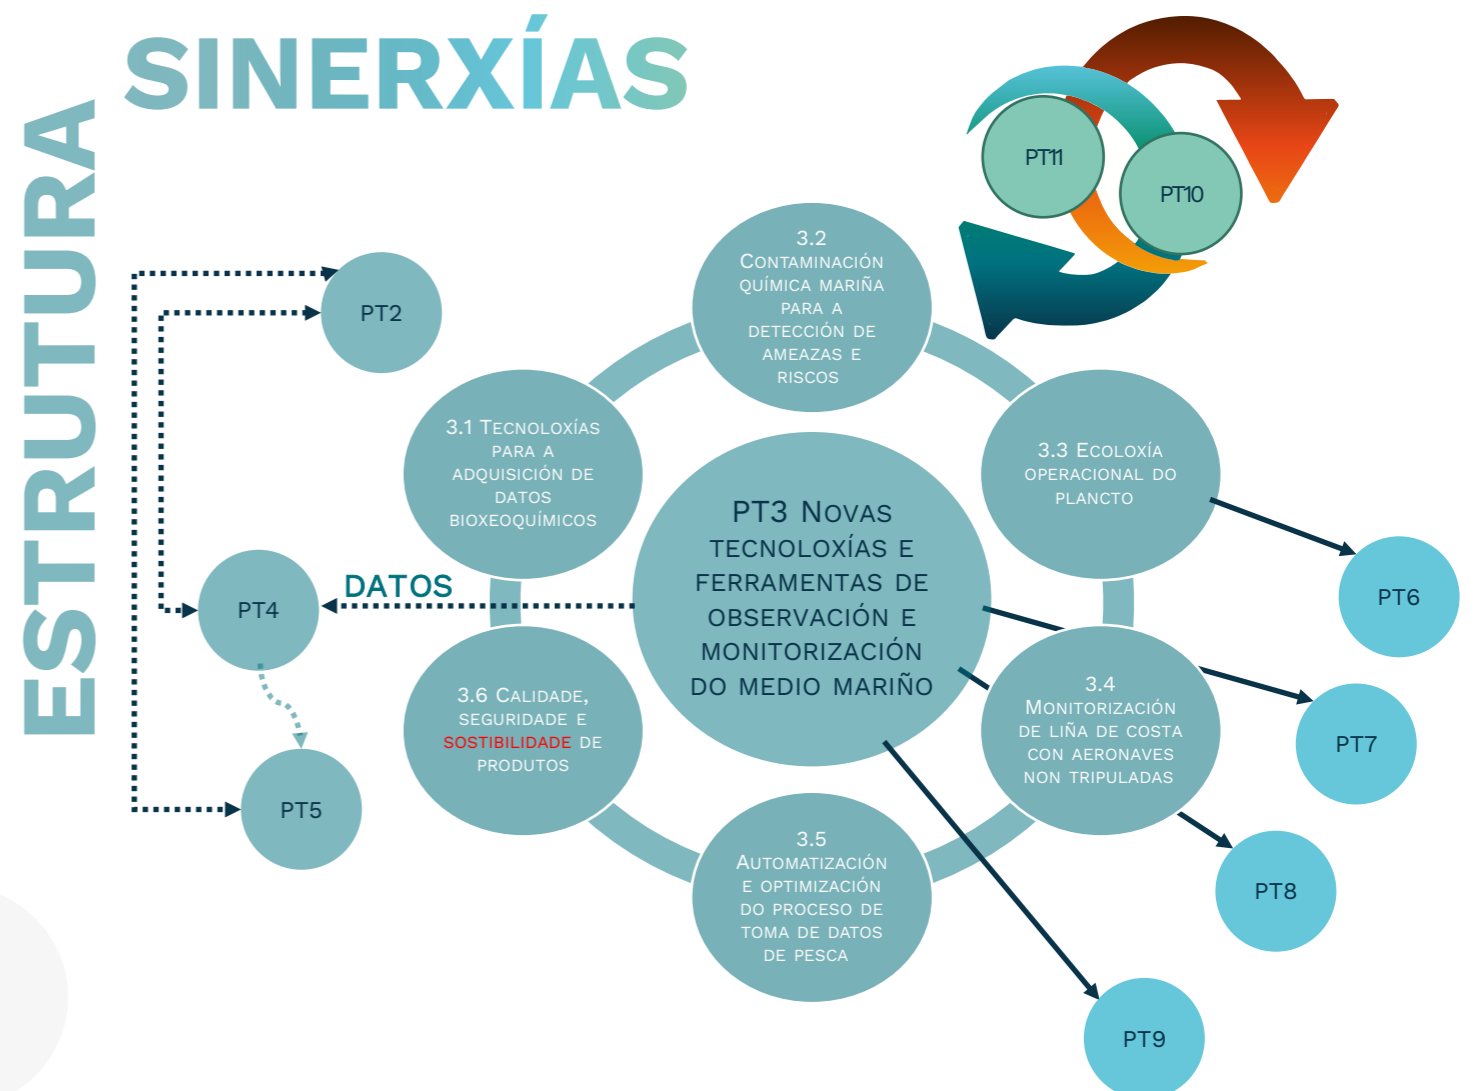 SINERXÍAS
ESTRUTURA
PT11
PT10
PT2
3.2
Contaminación
química mariña
para a
detección de
ameazas e
riscos
3.1 Tecnoloxías
para a
adquisición de
datos
bioxeoquímicos
3.3 Ecoloxía
operacional do
plancto
PT3 Novas
tecnoloxías e
ferramentas de
observación e
monitorización
do medio mariño
DATOS
PT4
PT6
3.6 Calidade,
seguridade e
sostibilidade de
produtos
3.4
Monitorización
de liña de costa
con aeronaves
non tripuladas
PT7
PT5
3.5
Automatización
e optimización
do proceso de
toma de datos
de pesca
PT8
PT9